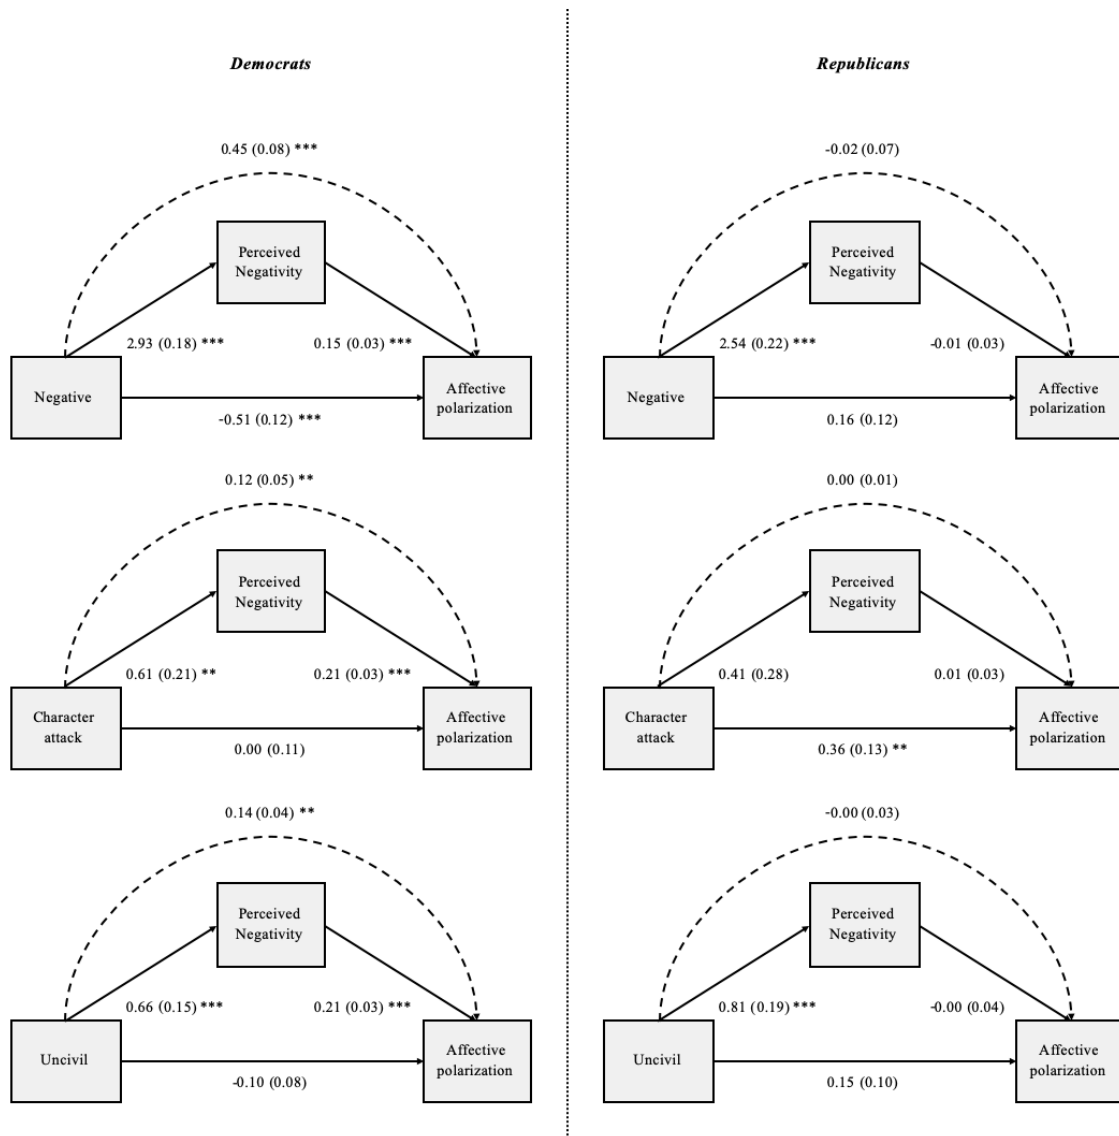 Democrats
0.45 (0.08) ***
Perceived
Negativity
2.93 (0.18) ***
0.15 (0.03) ***
Negative
Affective
polarization
-0.51 (0.12) ***
0.12 (0.05) **
Perceived
Negativity
0.61 (0.21) **
0.21 (0.03) ***
Character
attack
Affective
polarization
0.00 (0.11)
0.14 (0.04) **
Perceived
Negativity
0.66 (0.15) ***
0.21 (0.03) ***
Uncivil
Affective
polarization
-0.10 (0.08)
Republicans
-0.02 (0.07)
Perceived
Negativity
2.54 (0.22) ***
-0.01 (0.03)
Negative
Affective
polarization
0.16 (0.12)
0.00 (0.01)
Perceived
Negativity
0.41 (0.28)
0.01 (0.03)
Character
attack
Affective
polarization
0.36 (0.13) **
-0.00 (0.03)
Perceived
Negativity
0.81 (0.19) ***
-0.00 (0.04)
Uncivil
Affective
polarization
0.15 (0.10)